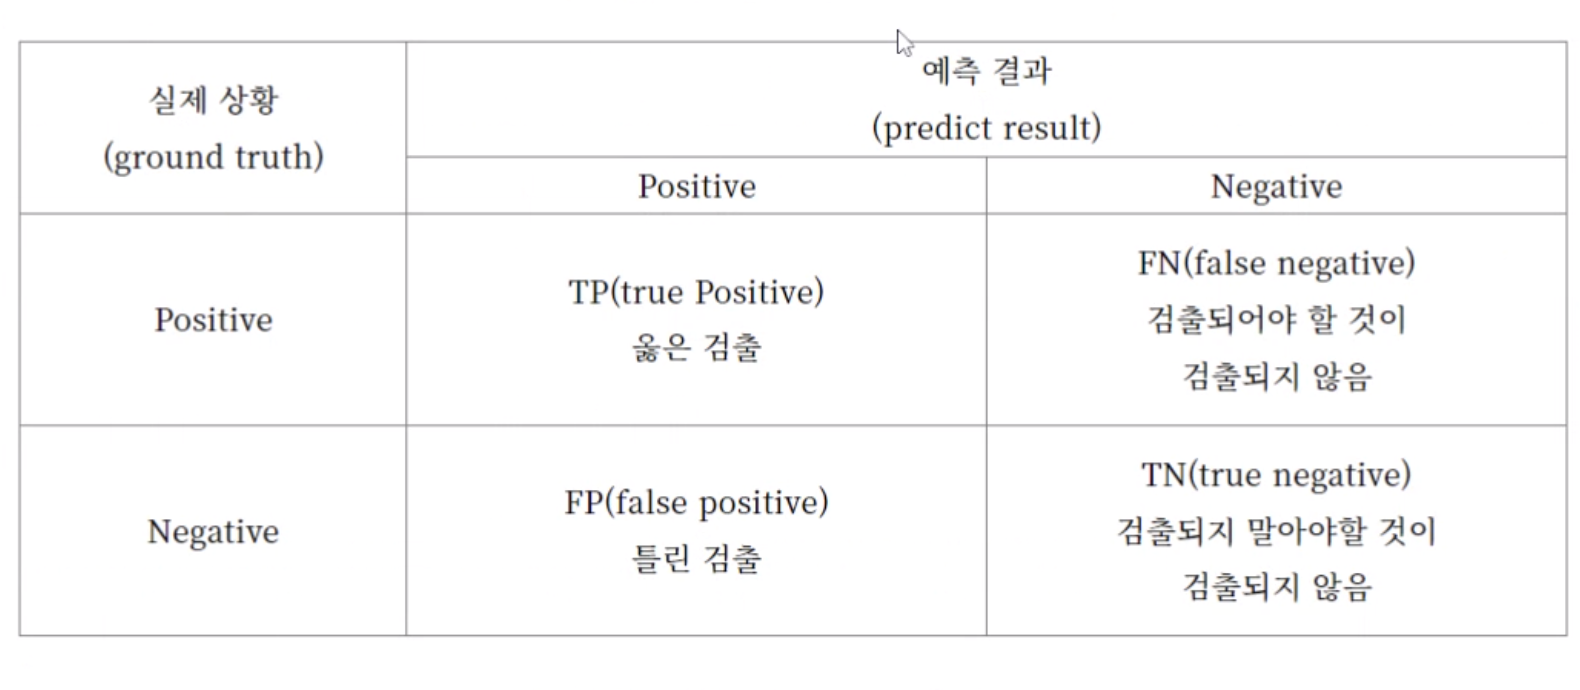 실제 상황
(ground truth)
예측 결과
(predict result)
Positive
Negative
Positive
TP(true Positive)
옳은 검출
FN(false negative)
검출되어야 할 것이
검출되지 않음
Negative
FP(false positive)
틀린 검출
TN(true negative)
검출되지 말아야할 것이
검출되지 않음